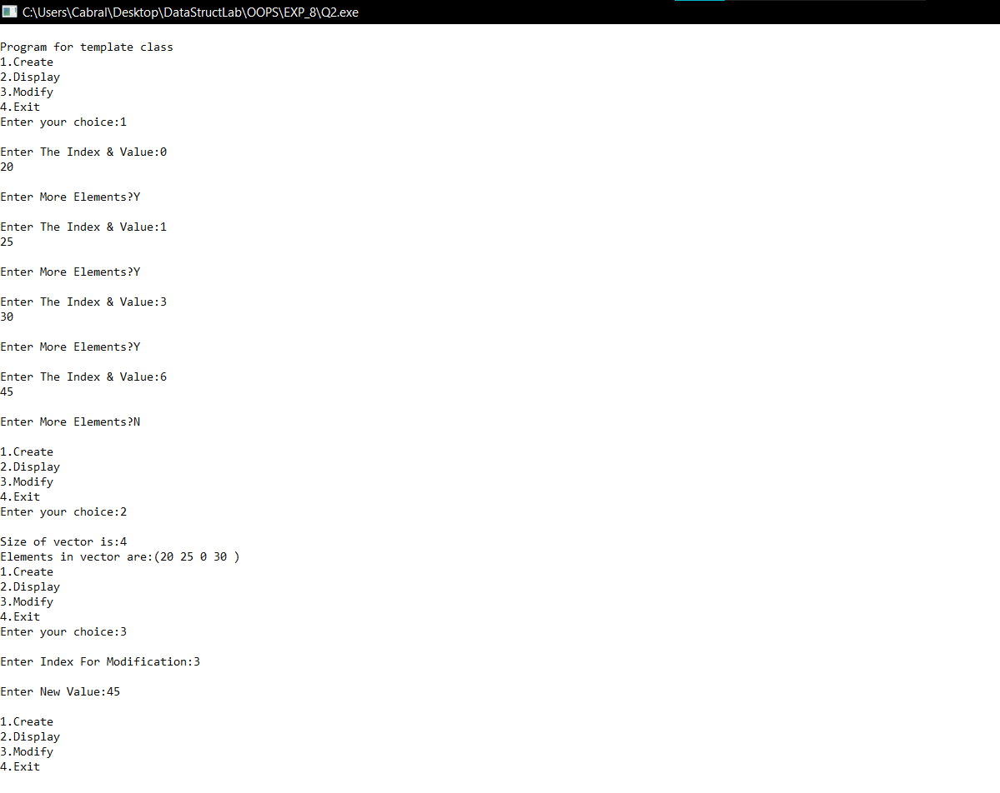 C:\Users\Cabral\Desktop\DataStructLab\OOPS\EXP_8\Q2.exe
Program for template class
1.Create
2.Display
3.Modify
4.Exit
Enter your choice:1
Enter The Index & Value:0
20
Enter More Elements?Y
Enter The Index & Value:1
25
Enter More Elements?Y
Enter The Index & Value:3
30
Enter More Elements?Y
Enter The Index & Value:6
45
Enter More Elements?N
1.Create
2.Display
3.Modify
4.Exit
Enter your choice:2
Size of vector is:4
Elements in vector are:(20 25 0 30 )
1.Create
2.Display
3.Modify
4.Exit
Enter your choice:3
Enter Index For Modification:3
Enter New Value:45
1.Create
2.Display
3.Modify
4.Exit